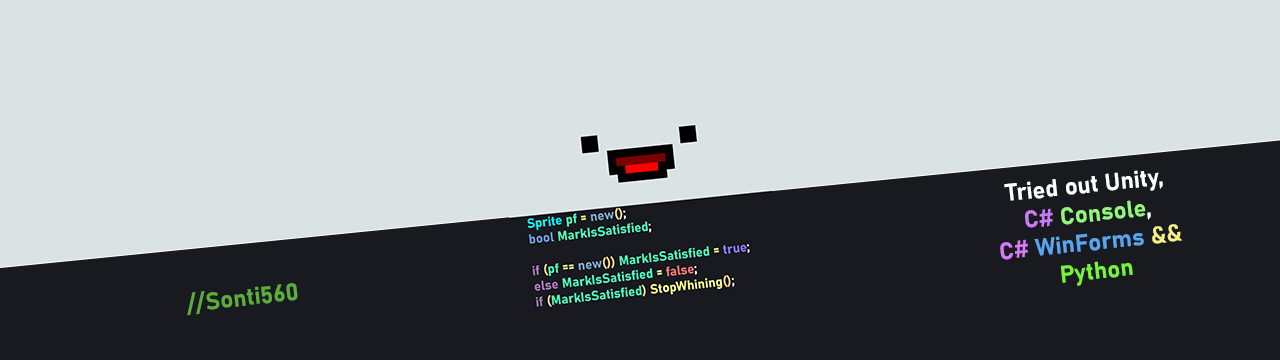 //Sonti560
Sprite pf = new();
bool MarkIsSatisfied;
if (pf == new()) MarkIsSatisfied = true;
else MarkIsSatisfied = false;
if (MarkIsSatisfied) StopWhining();
Tried out Unity,
C# Console,
C# WinForms &&
Python